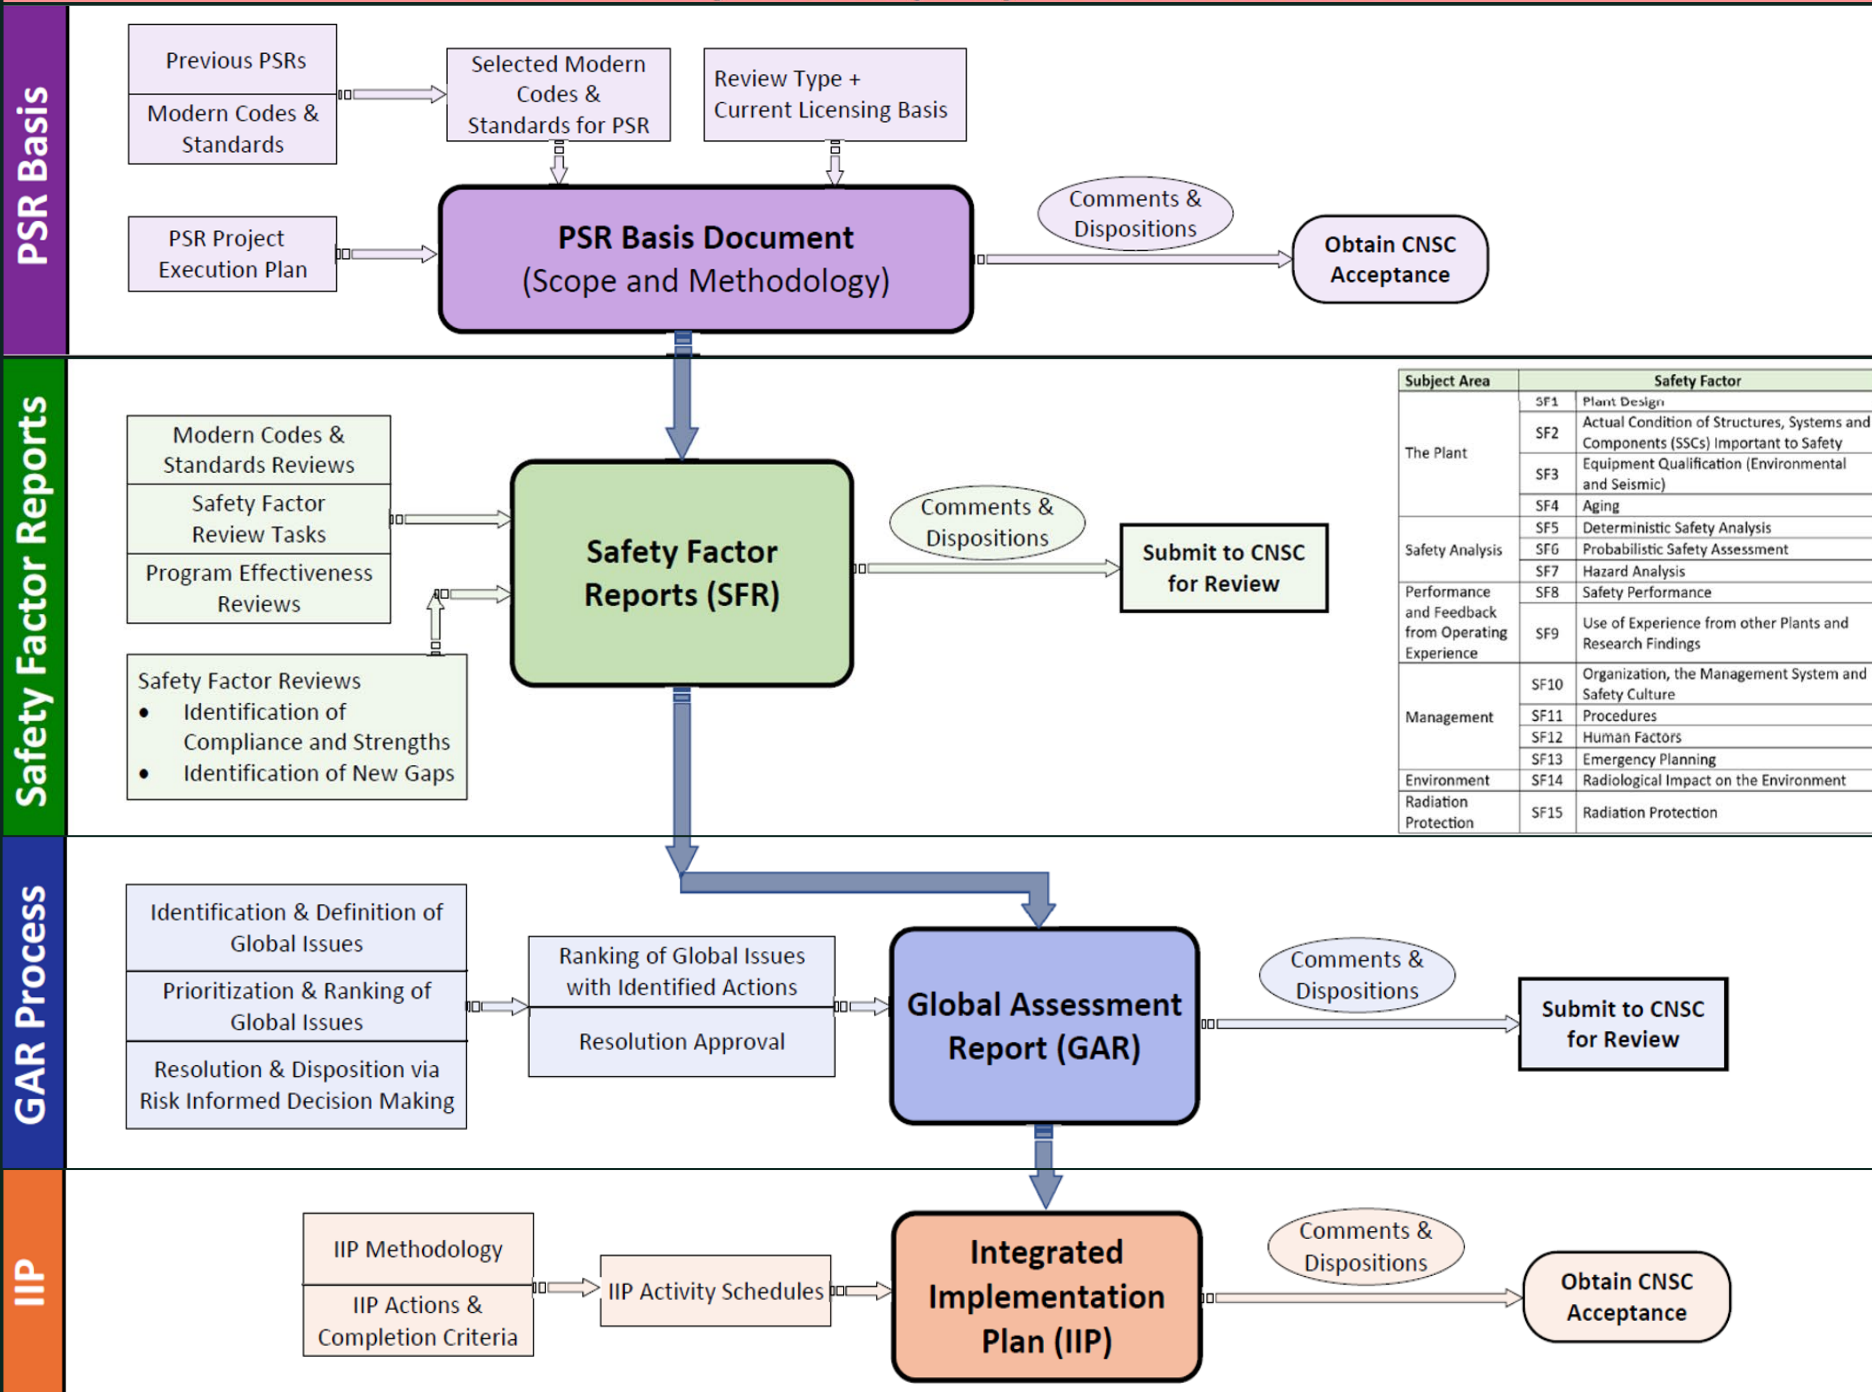 PSR Basis
Previous PSRs
Modern Codes &
Standards
Selected Modern
Codes &
Standards for PSR
Review Type +
Current Licensing Basis
PSR Project
Execution Plan
PSR Basis Document
(Scope and Methodology)
Comments &
Dispositions
Obtain CNSC
Acceptance
Safety Factor Reports
Modern Codes &
Standards Reviews
Safety Factor
Review Tasks
Program Effectiveness
Reviews
Safety Factor Reviews
• Identification of
Compliance and Strengths
• Identification of New Gaps
Safety Factor
Reports (SFR)
Comments &
Dispositions
Submit to CNSC
for Review
Subject Area Safety Factor
The Plant
SF1 Plant Design
SF2 Actual Condition of Structures, Systems and
Components (SSCs) Important to Safety
SF3 Equipment Qualification (Environmental
and Seismic)
SF4 Aging
Safety Analysis
SF5 Deterministic Safety Analysis
SF6 Probabilistic Safety Assessment
SF7 Hazard Analysis
Performance
and Feedback
from Operating
Experience
SF8 Safety Performance
SF9 Use of Experience from other Plants and
Research Findings
Management
SF10 Organization, the Management System and
Safety Culture
SF11 Procedures
SF12 Human Factors
SF13 Emergency Planning
Environment SF14 Radiological Impact on the Environment
Radiation
Protection
SF15 Radiation Protection
GAR Process
Identification & Definition of
Global Issues
Prioritization & Ranking of
Global Issues
Resolution & Disposition via
Risk Informed Decision Making
Ranking of Global Issues
with Identified Actions
Resolution Approval
Global Assessment
Report (GAR)
Comments &
Dispositions
Submit to CNSC
for Review
IIP
IIP Methodology
IIP Actions &
Completion Criteria
IIP Activity Schedules
Integrated
Implementation
Plan (IIP)
Comments &
Dispositions
Obtain CNSC
Acceptance